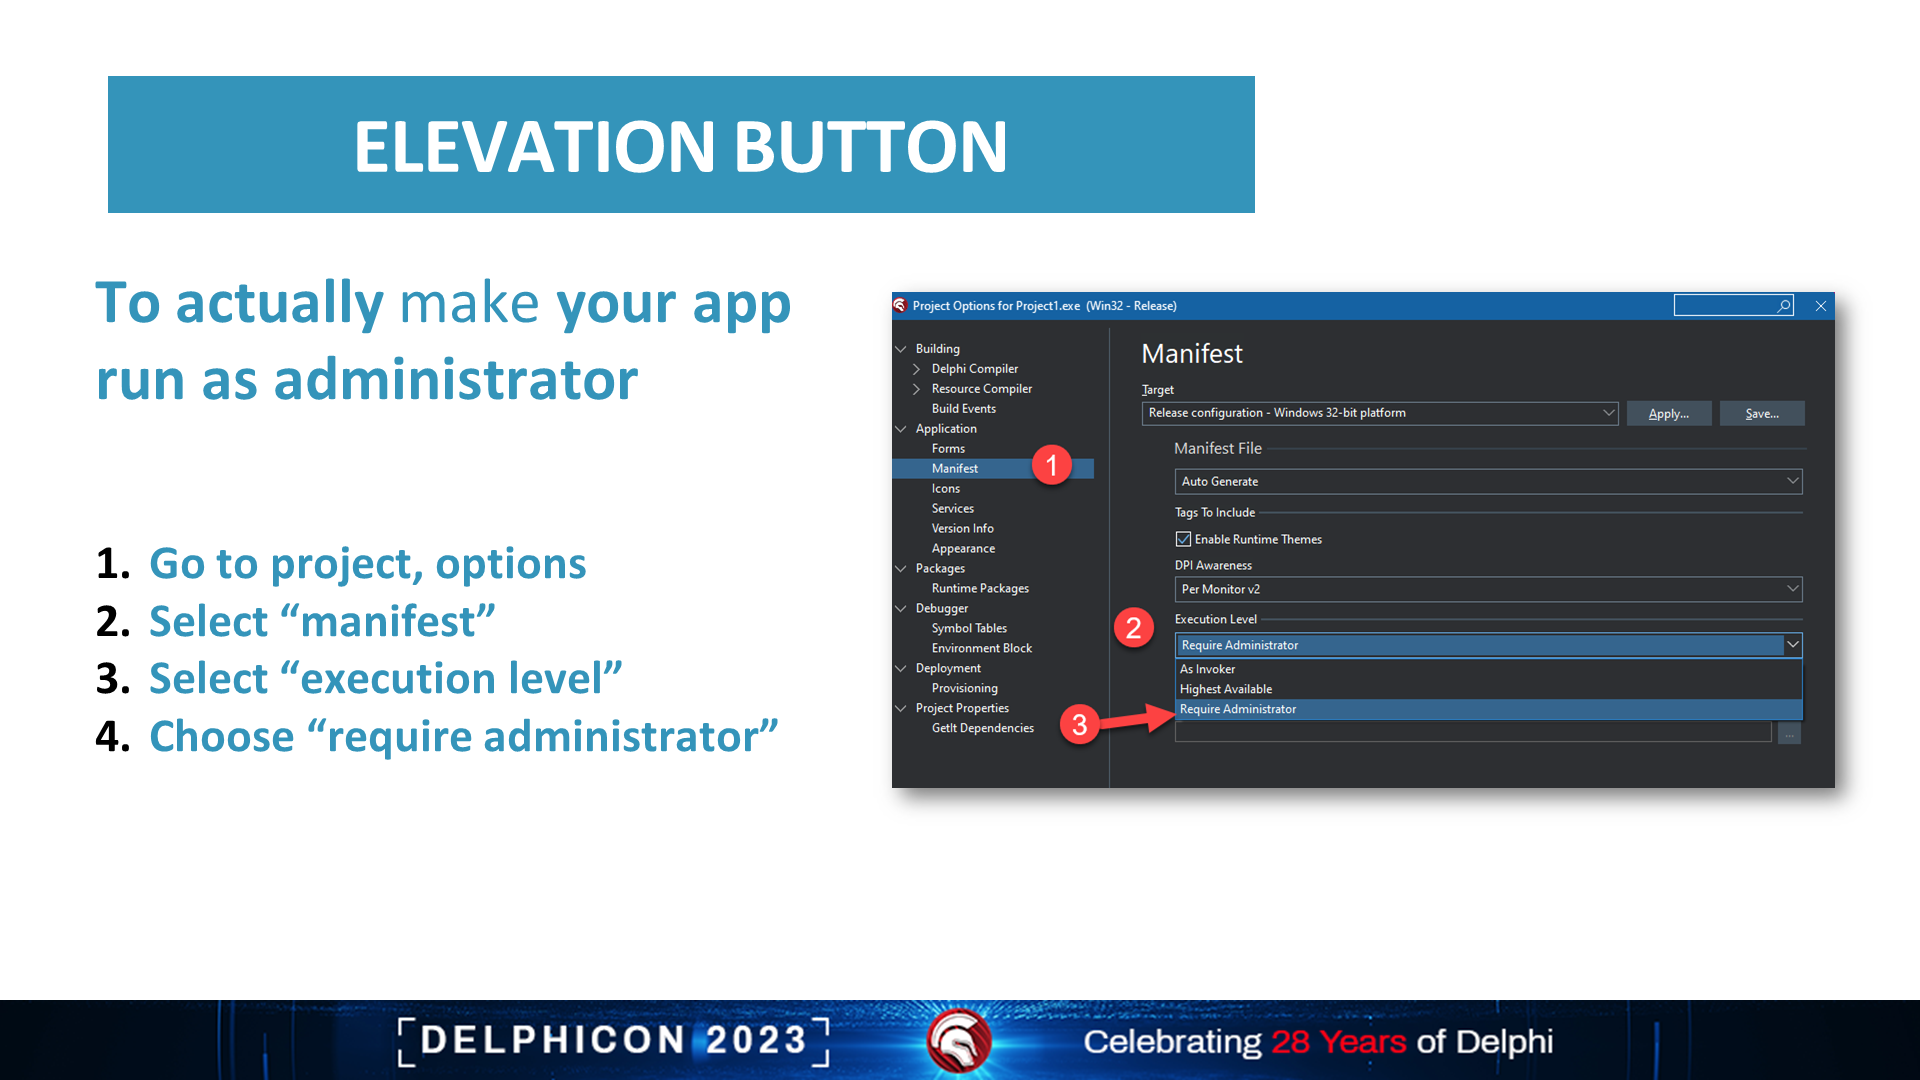 ELEVATION BUTTON
To actually make your app
run as administrator
1. Go to project, options
2. Select “manifest”
3. Select “execution level”
4. Choose “require administrator”
Project Options for Project1.exe (Win32 - Release)
Building
Delphi Compiler
Resource Compiler
Build Events
Application
Forms
Manifest
1
Icons
Services
Version Info
Appearance
Packages
Runtime Packages
Debugger
Symbol Tables
Environment Block
Deployment
Provisioning
Project Properties
GetIt Dependencies
Manifest
Target
Release configuration - Windows 32-bit platform
Apply...
Save...
Manifest File
Auto Generate
Tags To Include
Enable Runtime Themes
DPI Awareness
Per Monitor v2
2
Execution Level
Require Administrator
As Invoker
Highest Available
Require Administrator
3
...
DELPHICON 2023
Celebrating 28 Years of Delphi